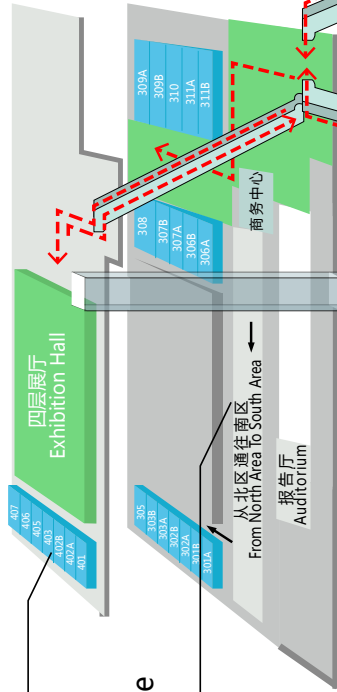 四层展厅
Exhibition Hall
407
406
405
403
402B
402A
401
309A
309B
310
311A
311B
308
307B
307A
306B
306A
商务中心
305
303B
303A
302B
302A
301B
301A
从北区通往南区
From North Area To South Area
报告厅
Auditorium
e